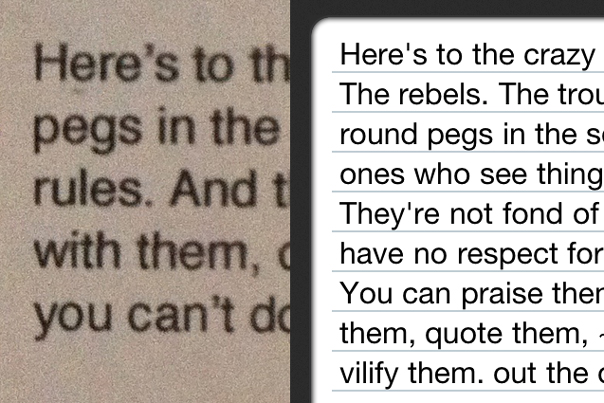 Here's to th
pegs in the
rules. And t
with them,
you can't do
Here's to the crazy
The rebels. The trou
round pegs in the s
ones who see thing
They're not fond of
have no respect for
You can praise ther
them, quote them, ~
vilify them. out the